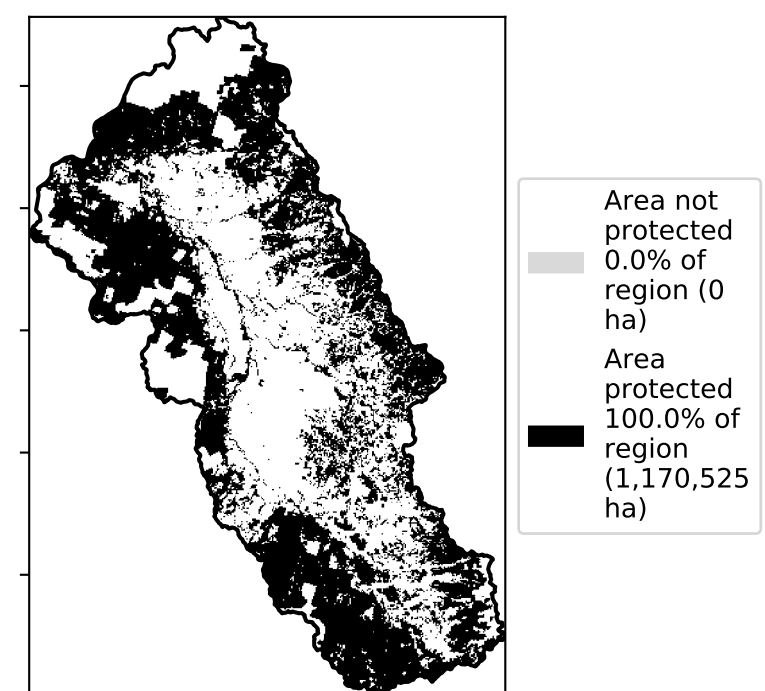 Area not
protected
0.0% of
region (0
ha)
Area
protected
100.0% of
region
(1,170,525
ha)